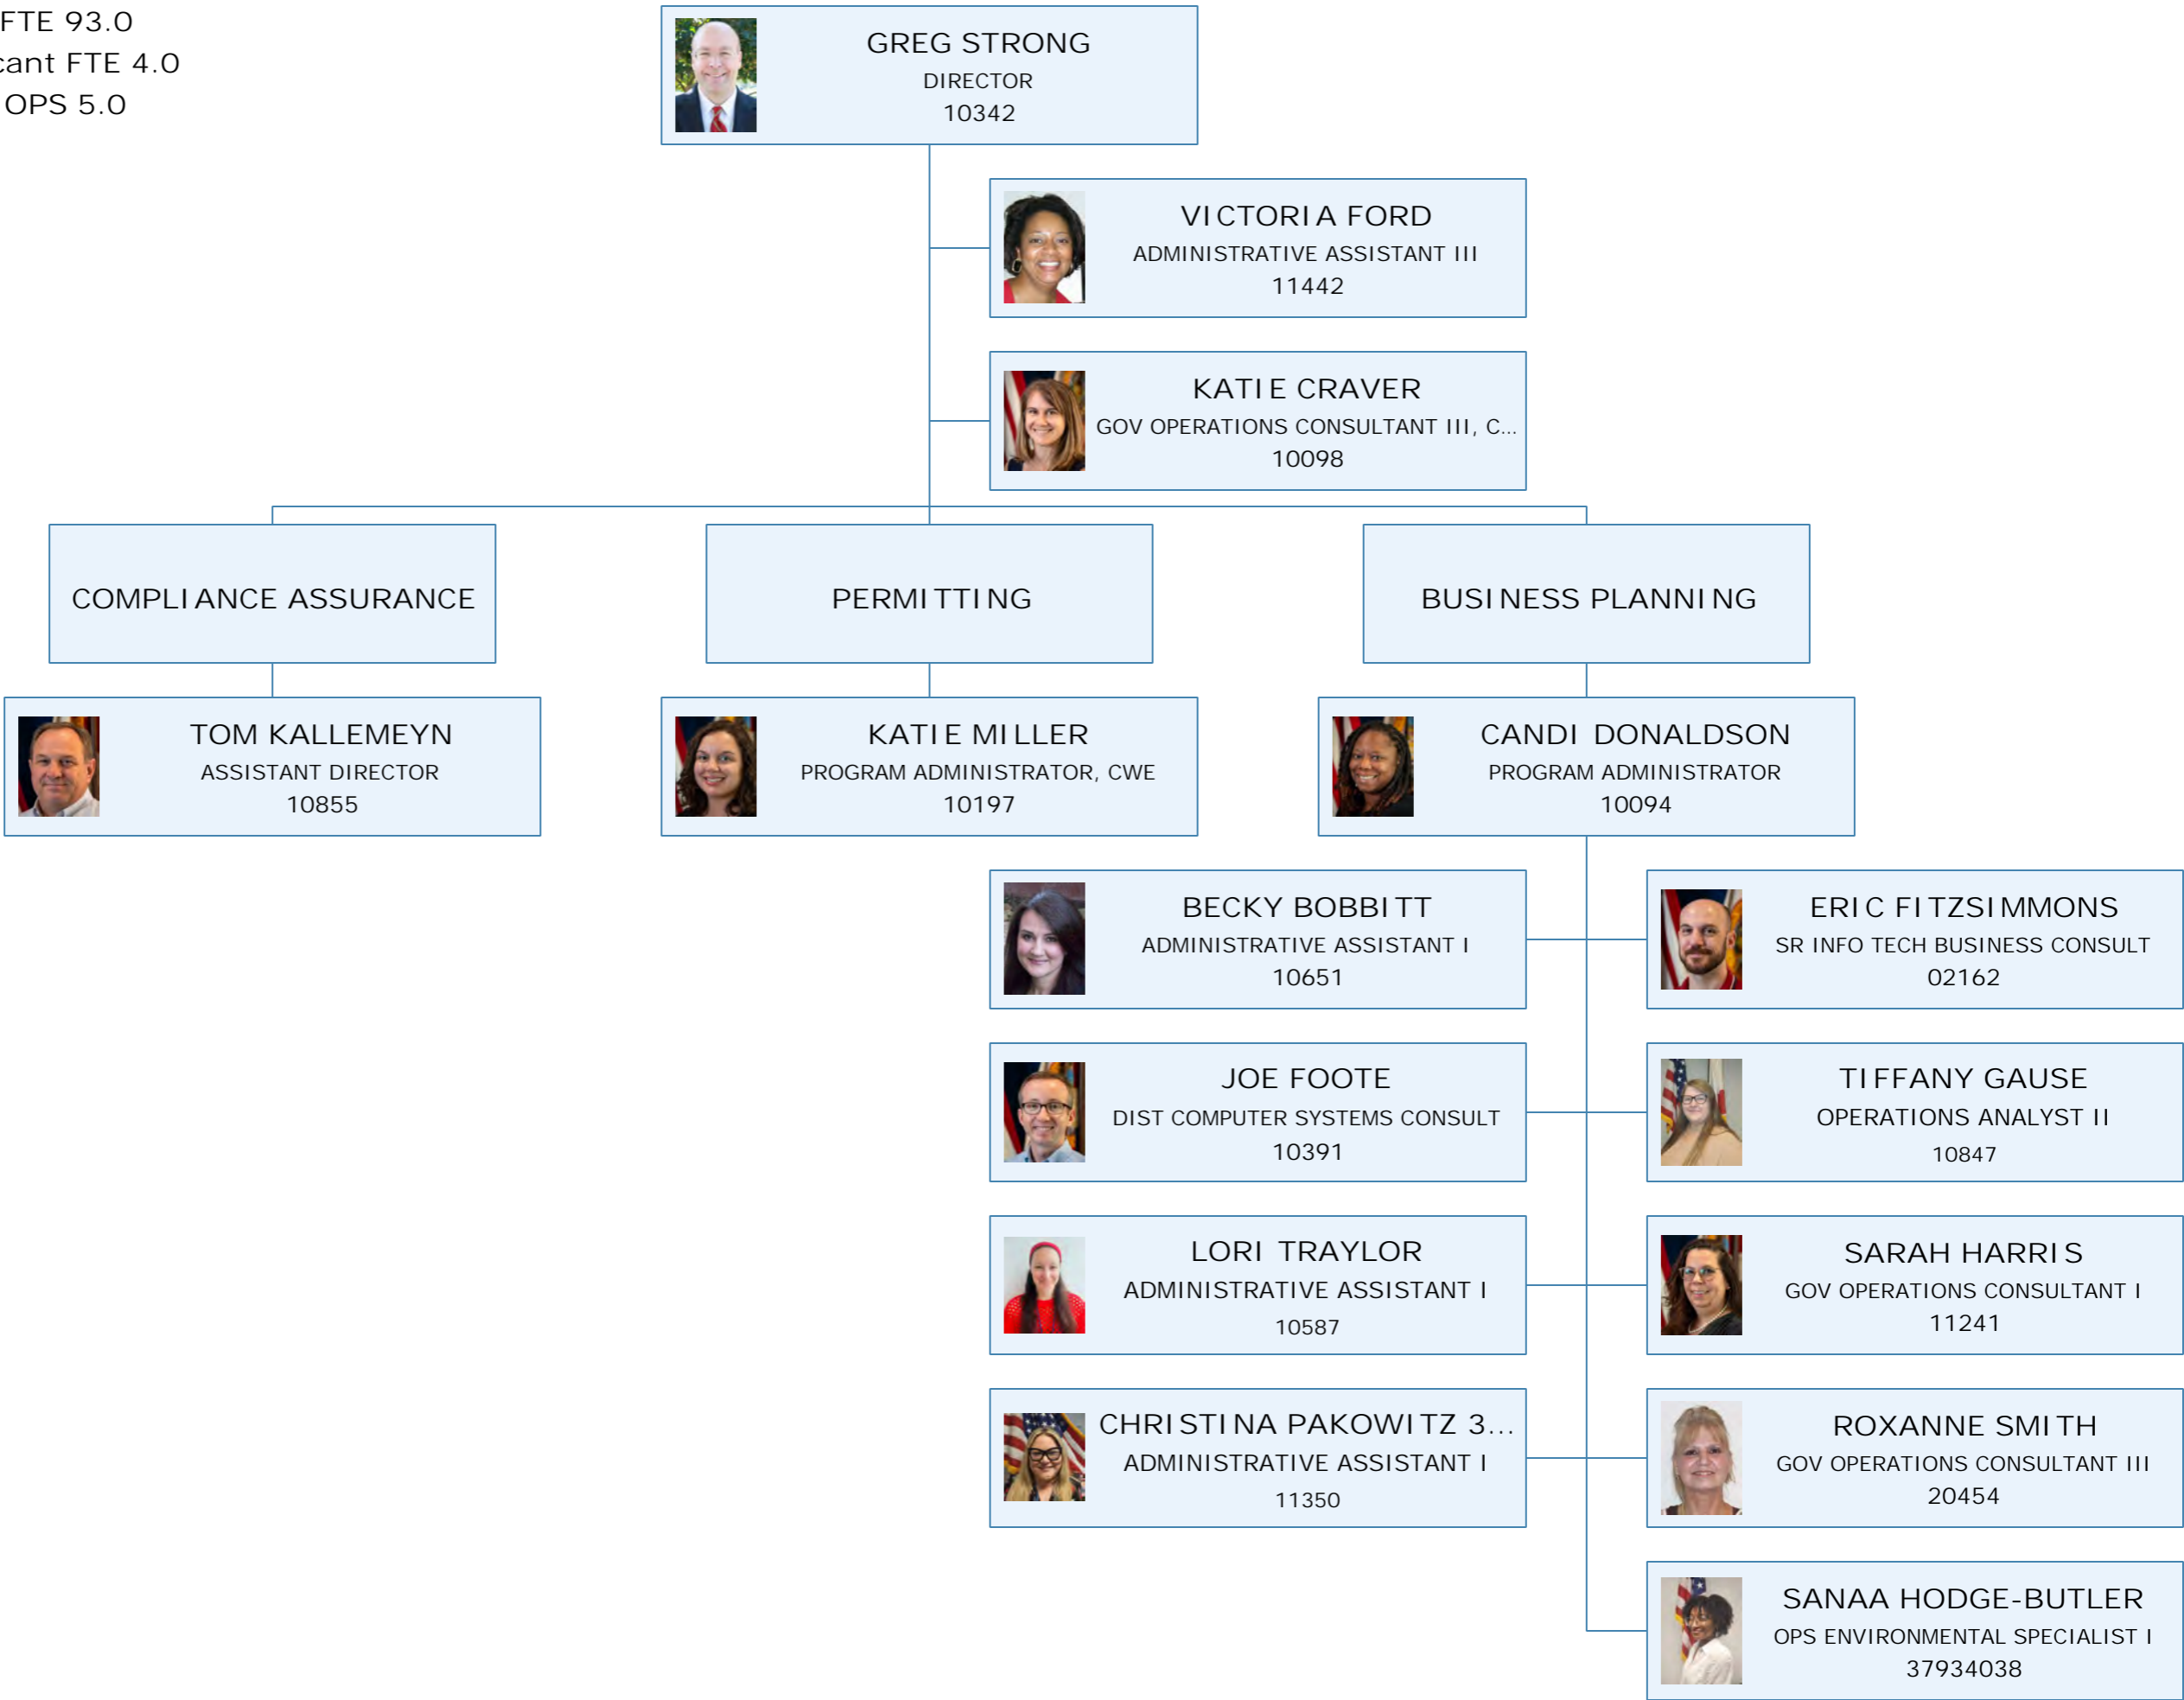 FTE 93.0
cant FTE 4.0
OPS 5.0
GREG STRONG
DIRECTOR
10342
VICTORIA FORD
ADMINISTRATIVE ASSISTANT III
11442
KATIE CRAVER
GOV OPERATIONS CONSULTANT III, C...
10098
COMPLIANCE ASSURANCE
PERMITTING
BUSINESS PLANNING
TOM KALLEMEYN
ASSISTANT DIRECTOR
10855
KATIE MILLER
PROGRAM ADMINISTRATOR, CWE
10197
CANDI DONALDSON
PROGRAM ADMINISTRATOR
10094
BECKY BOBBITT
ADMINISTRATIVE ASSISTANT I
10651
ERIC FITZSIMMONS
SR INFO TECH BUSINESS CONSULT
02162
JOE FOOTE
DIST COMPUTER SYSTEMS CONSULT
10391
TIFFANY GAUSE
OPERATIONS ANALYST II
10847
LORI TRAYLOR
ADMINISTRATIVE ASSISTANT I
10587
SARAH HARRIS
GOV OPERATIONS CONSULTANT I
11241
CHRISTINA PAKOWITZ 3...
ADMINISTRATIVE ASSISTANT I
11350
ROXANNE SMITH
GOV OPERATIONS CONSULTANT III
20454
SANAA HODGE-BUTLER
OPS ENVIRONMENTAL SPECIALIST I
37934038